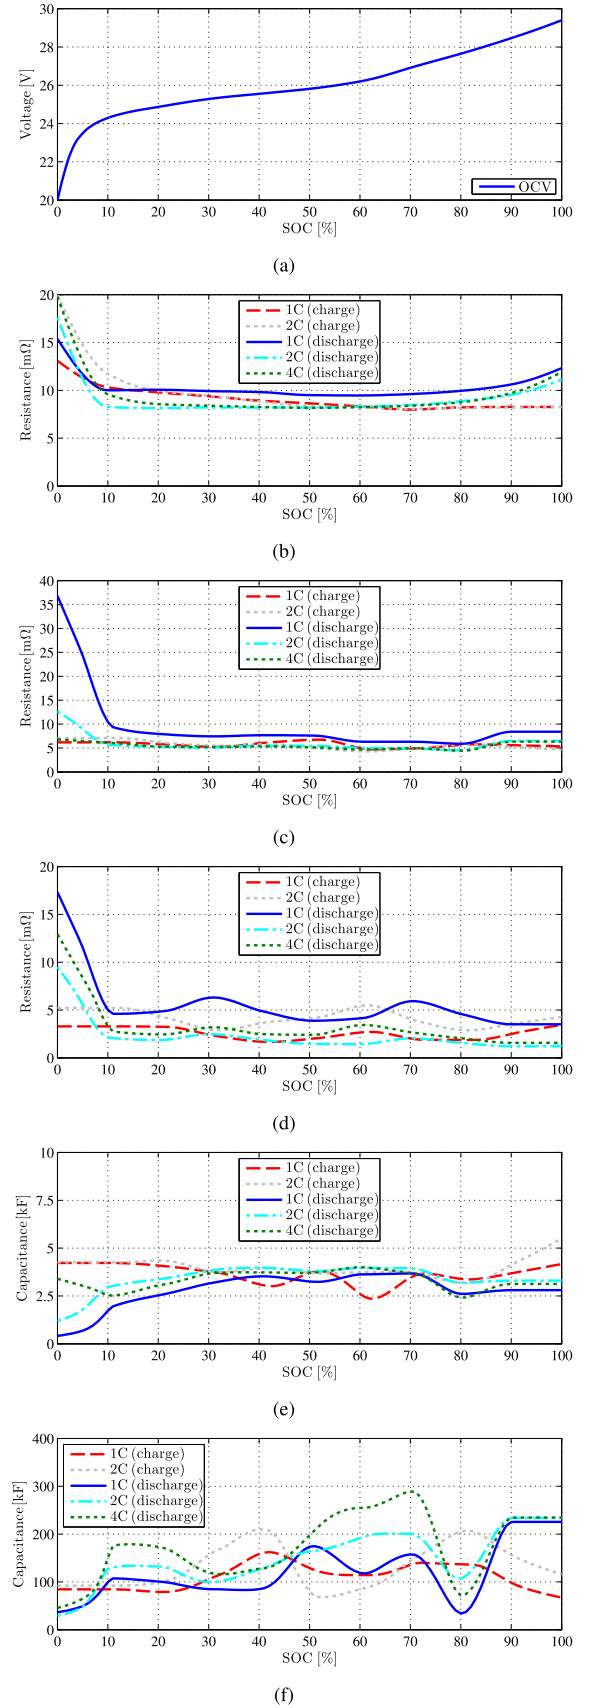 30
28
26
24
22
20
Voltage [V]
OCV
0 10 20 30 40 50 60 70 80 90 100
SOC [%]
(a)
20
15
10
5
0
Resistance [mΩ]
1C (charge)
2C (charge)
1C (discharge)
2C (discharge)
4C (discharge)
0 10 20 30 40 50 60 70 80 90 100
SOC [%]
(b)
40
35
30
25
20
15
10
5
0
Resistance [mΩ]
1C (charge)
2C (charge)
1C (discharge)
2C (discharge)
4C (discharge)
0 10 20 30 40 50 60 70 80 90 100
SOC [%]
(c)
20
15
10
5
0
Resistance [mΩ]
1C (charge)
2C (charge)
1C (discharge)
2C (discharge)
4C (discharge)
0 10 20 30 40 50 60 70 80 90 100
SOC [%]
(d)
10
7.5
5
2.5
0
Capacitance [kF]
1C (charge)
2C (charge)
1C (discharge)
2C (discharge)
4C (discharge)
0 10 20 30 40 50 60 70 80 90 100
SOC [%]
(e)
400
300
200
100
0
Capacitance [kF]
1C (charge)
2C (charge)
1C (discharge)
2C (discharge)
4C (discharge)
0 10 20 30 40 50 60 70 80 90 100
SOC [%]
(f)